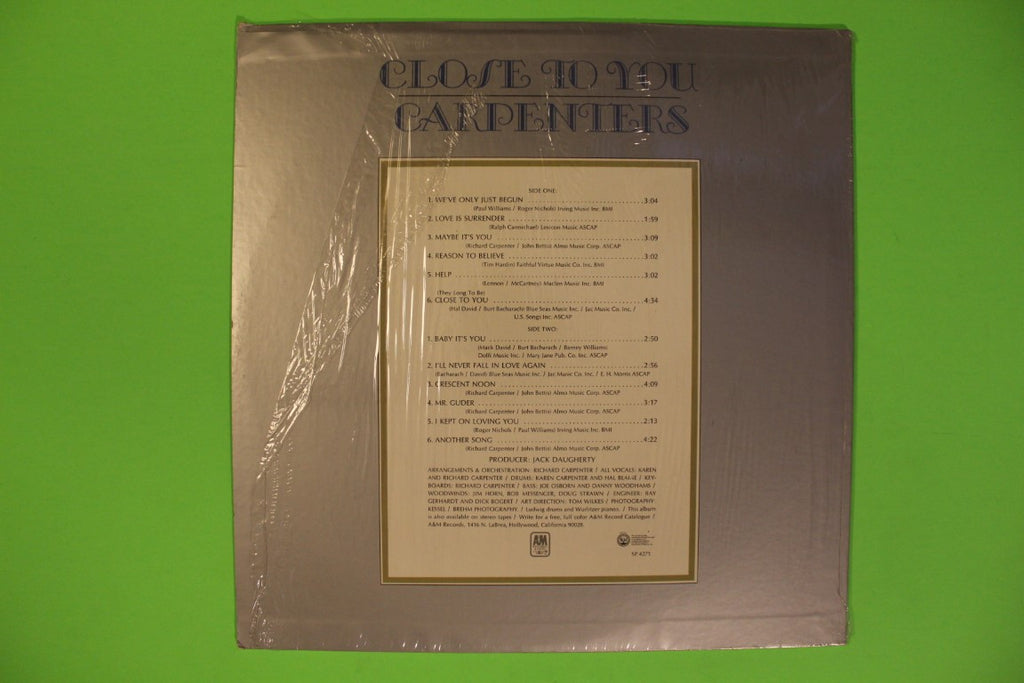 CLOSE TO YOU
CARPENTERS
SIDE ONE:
1. WE'VE ONLY JUST BEGUN ........................ 3:04
(Paul Williams / Roger Nichols) Irving Music Inc. BMI
2. LOVE IS SURRENDER ........................ 1:59
(Ralph Carmichael) Lexicon Music ASCAP
3. MAYBE IT'S YOU ........................ 3:09
(Richard Carpenter / John Bettis) Almo Music Corp. ASCAP
4. REASON TO BELIEVE ........................ 3:02
(Tim Hardin) Faithful Virtue Music Co. Inc. BMI
5. HELP ........................ 3:02
(Lennon / McCartney) Maclen Music Inc. BMI
(They Long To Be)
6. CLOSE TO YOU ........................ 4:34
(Hal David / Burt Bacharach) Blue Seas Music Inc. / Jac Music Co. Inc. /
U.S. Songs Inc. ASCAP
SIDE TWO:
1. BABY IT'S YOU ........................ 2:50
(Mack David / Burt Bacharach / Barney Williams)
Dolfi Music Inc. / Mary Jane Pub. Co. Inc. ASCAP
2. I'LL NEVER FALL IN LOVE AGAIN ........................ 2:56
(Bacharach / David) Blue Seas Music Inc. / Jac Music Co. Inc. / E. H. Morris ASCAP
3. CRESCENT NOON ........................ 4:09
(Richard Carpenter / John Bettis) Almo Music Corp. ASCAP
4. MR. GUDER ........................ 3:17
(Richard Carpenter / John Bettis) Almo Music Corp. ASCAP
5. I KEPT ON LOVING YOU ........................ 2:13
(Roger Nichols / Paul Williams) Irving Music Inc. BMI
6. ANOTHER SONG ........................ 4:22
(Richard Carpenter / John Bettis) Almo Music Corp. ASCAP
PRODUCER: JACK DAUGHERTY
ARRANGEMENTS & ORCHESTRATION: RICHARD CARPENTER / ALL VOCALS: KAREN
AND RICHARD CARPENTER / DRUMS: KAREN CARPENTER AND HAL BLAINE / KEY-
BOARDS: RICHARD CARPENTER / BASS: JOE OSBORN AND DANNY WOODHAMS /
WOODWINDS: JIM HORN, BOB MESSENGER, DOUG STRAWN / ENGINEER: RAY
GERHARDT AND DICK BOGERT / ART DIRECTION: TOM WILKES / PHOTOGRAPHY:
KESSEL / BREHM PHOTOGRAPHY. / Ludwig drums and Wurlitzer pianos. / This album
is also available on stereo tapes / Write for a free, full color A&M Record Catalogue /
A&M Records, 1416 N. LaBrea, Hollywood, California 90028.
A&M
SP 4271